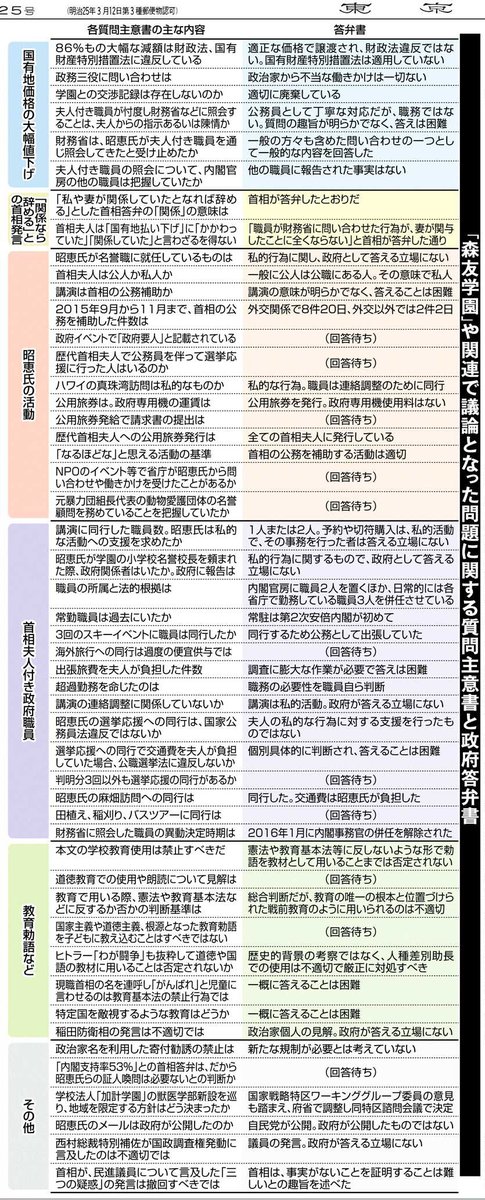 25号
(明治25年3月12日第3種郵便物認可)
東京
「森友学園」や関連で議論となった問題に関する質問主意書と政府答弁書
各質問主意書の主な内容
答弁書
国有地価格の大幅値下げ
86%もの大幅な減額は財政法、国有
財産特別措置法に違反している
適正な価格で譲渡され、財政法違反ではな
い。国有財産特別措置法は適用していない
政務三役に問い合わせは
政治家から不当な働きかけは一切ない
学園との交渉記録は存在しないのか
適切に廃棄している
夫人付き職員が忖度し財務省などに照会す
ることは、夫人からの指示あるいは陳情か
公務員として丁寧な対応だが、職務ではな
い。質問の趣旨が明らかでなく、答えは困難
財務省は、昭恵氏が夫人付き職員を通
じ照会してきたと受け止めたか
一般の方々も含めた問い合わせの一つとし
て一般的な内容を回答した
夫人付き職員の照会について、内閣官
房の他の職員は把握していたか
他の職員に報告された事実はない
「関係なら
辞める」と
の首相発言
「私や妻が関係していたとなれば辞
める」とした首相答弁の「関係」の意味は
首相が答弁したとおりだ
首相夫人は「国有地払い下げ」に「かかわっ
ていた」「関係していた」と言わざるを得ない
「職員が財務省に問い合わせた行為が、妻が関与
したことに全くならない」と首相が答弁した通り
昭恵氏の活動
昭恵氏が名誉職に就任しているものは
私的行為に関し、政府として答える立場にない
首相夫人は公人か私人か
一般に公人は公職にある人。その意味で私人
講演は首相の公務補助か
講演の意味が明らかでなく、答えることは困難
2015年9月から11月まで、首相の公
務を補助した件数は
外交関係で8件20日、外交以外では2件2日
政府イベントで「政府要人」と記載されている
(回答待ち)
歴代首相夫人で公務員を伴って選挙応
援に行った人はいるのか
(回答待ち)
ハワイの真珠湾訪問は私的なものか
私的な行為。職員は連絡調整のために同行
公用旅券は。政府専用機の運賃は
公用旅券を発行。政府専用機使用料はない
公用旅券発給で請求書の提出は
(回答待ち)
歴代首相夫人への公用旅券発行は
全ての首相夫人に発行している
「なるほどな」と思える活動の基準
首相の公務を補助する活動は適切
NPOのイベント等で省庁が昭恵氏から問
い合わせや働きかけを受けたことがあるか
(回答待ち)
元暴力団組長代表の動物愛護団体の名誉
顧問を務めていることを把握していたか
(回答待ち)
首相夫人付き政府職員
講演に同行した職員数。昭恵氏は私的
な活動への支援を求めたか
1人または2人。予約や切符購入は、私的活動
で、その事務を行った者は答える立場にない
昭恵氏が学園の小学校名誉校長を頼まれ
た際、政府関係者はいたか。政府に報告は
私的行為に関するもので、政府として答える
立場にない
職員の所属と法的根拠は
内閣官房に職員2人を置くほか、日常的には各
省庁で勤務している職員3人を併任させている
常勤職員は過去にいたか
常駐は第2次安倍内閣が初めて
3回のスキーイベントに職員は同行したか
同行するため公務として出張していた
海外旅行への同行は過度の便宜供与では
(回答待ち)
出張旅費を夫人が負担した件数
調査に膨大な作業が必要で答えは困難
超過勤務を命じたのは
職務の必要性を職員自ら判断
講演の連絡調整に関係していないか
講演は私的活動。政府が答える立場にない
昭恵氏の選挙応援への同行は、国家公
務員法違反ではないか
夫人の私的な行為に対する支援を行ったも
のではない
選挙応援への同行で交通費を夫人が負担し
ていた場合、公職選挙法に違反しないか
個別具体的に判断され、答えることは困難
判明分3回以外も選挙応援の同行があるか
(回答待ち)
昭恵氏の麻畑訪問への同行は
同行した。交通費は昭恵氏が負担した
田植え、稲刈り、バスツアーに同行は
(回答待ち)
財務省に照会した職員の異動決定時期は
2016年1月に内閣事務官の併任を解除された
教育勅語など
本文の学校教育使用は禁止すべきだ
憲法や教育基本法等に反しないような形で勅
語を教材として用いることまでは否定されない
道徳教育での使用や朗読について見解は
(回答待ち)
教育で用いる際、憲法や教育基本法な
どに反するか否かの判断基準は
総合判断だが、教育の唯一の根本と位置づけ
られた戦前教育のように用いられるのは不適切
国家主義や道徳主義、根源となった教育勅語
を子どもに教え込むことはすべきではない
(回答待ち)
ヒトラー「わが闘争」も抜粋して道徳や国
語の教材に用いることは否定されないか
歴史的背景の考察ではなく、人種差別助長
での使用は不適切で厳正に対処すべき
現職首相の名を連呼し「がんばれ」と児童に
言わせるのは教育基本法の禁止行為では
一概に答えることは困難
特定国を敵視するような教育はどうか
一概に答えることは困難
稲田防衛相の発言は不適切では
政治家個人の見解。政府が答える立場にない
その他
政治家名を利用した寄付勧誘の禁止は
新たな規制が必要とは考えていない
「内閣支持率53%」との首相答弁は、だから
昭恵氏らの証人喚問は必要ないとの判断か
(回答待ち)
学校法人「加計学園」の獣医学部新設を巡
り、地域を限定する方針はどう決まったか
国家戦略特区ワーキンググループ委員の意見
も踏まえ、府省で調整し同特区諮問会議で決定
昭恵氏のメールは政府が公開したのか
自民党が公開。政府が公開したものではない
西村総裁特別補佐が国政調査権発動に
言及したのは不適切では
議員の発言。政府が答える立場にない
首相が、民進議員について言及した「三
つの疑惑」の発言は撤回すべきでは
首相は、事実がないことを証明することは難
しいとの趣旨を述べた